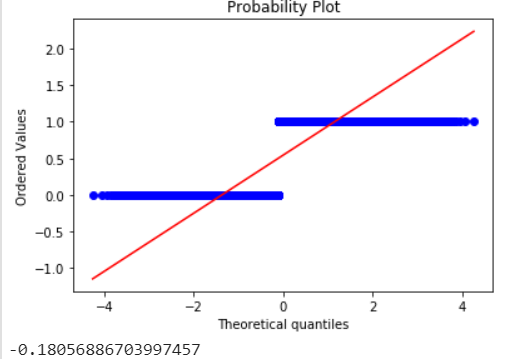 Probability Plot
2.0
1.5
1.0
0.5
0.0
−0.5
−1.0
Ordered Values
−4 −2 0 2 4
Theoretical quantiles
-0.18056886703997457